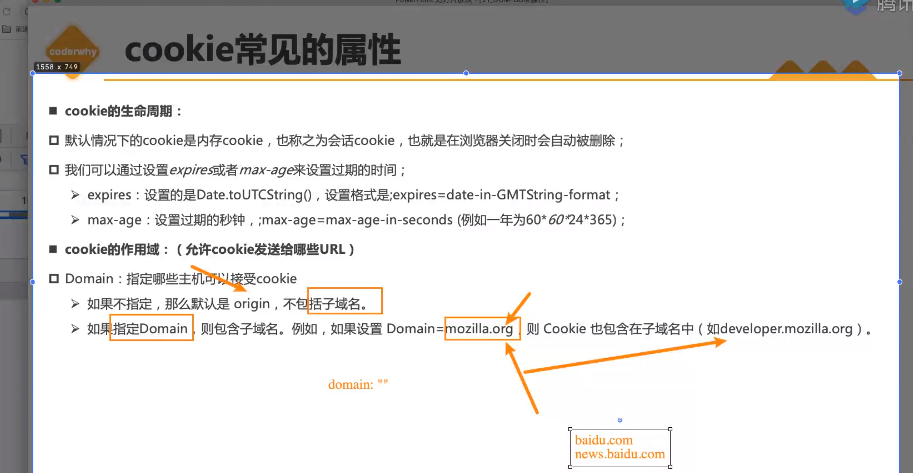 coderwhy
cookie常见的属性
腾讯
1558 x 749
cookie的生命周期：
默认情况下的cookie是内存cookie，也称之为会话cookie，也就是在浏览器关闭时会自动被删除；
我们可以通过设置expires或者max-age来设置过期的时间；
expires：设置的是Date.toUTCString()，设置格式是;expires=date-in-GMTString-format；
max-age：设置过期的秒钟，;max-age=max-age-in-seconds (例如一年为60*60*24*365)；
cookie的作用域：（允许cookie发送给哪些URL）
Domain：指定哪些主机可以接受cookie
如果不指定，那么默认是 origin，不包括子域名。
如果指定Domain，则包含子域名。例如，如果设置 Domain=mozilla.org，则 Cookie 也包含在子域名中（如developer.mozilla.org）。
domain: ""
baidu.com
news.baidu.com